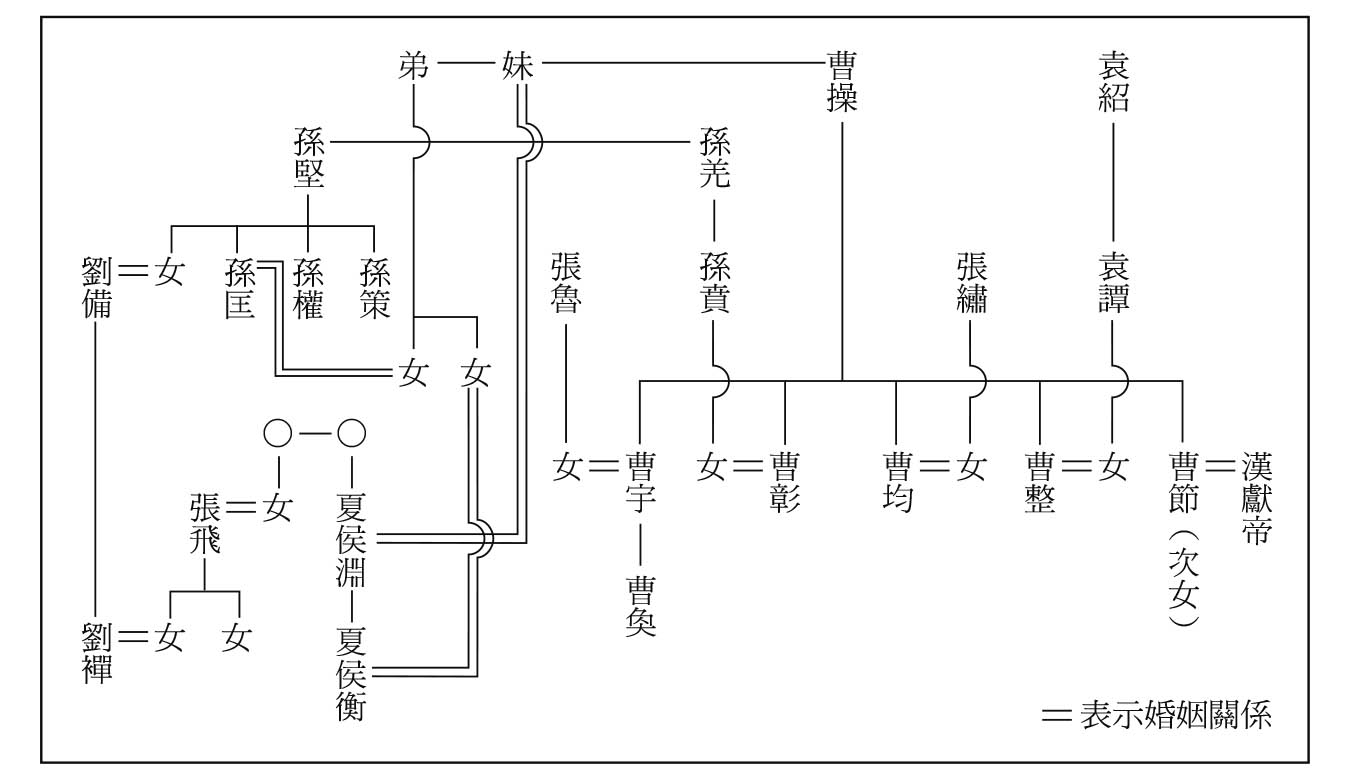 弟
妹
曹操
袁紹
孫堅
孫羌
劉備
女
孫匡
孫權
孫策
張魯
孫賁
張繡
袁譚
女
女
女
曹宇
女
曹彰
曹均
女
曹整
女
曹節（次女）
漢獻帝
張飛
女
夏侯淵
曹奐
劉禪
女
女
夏侯衡
＝表示婚姻關係